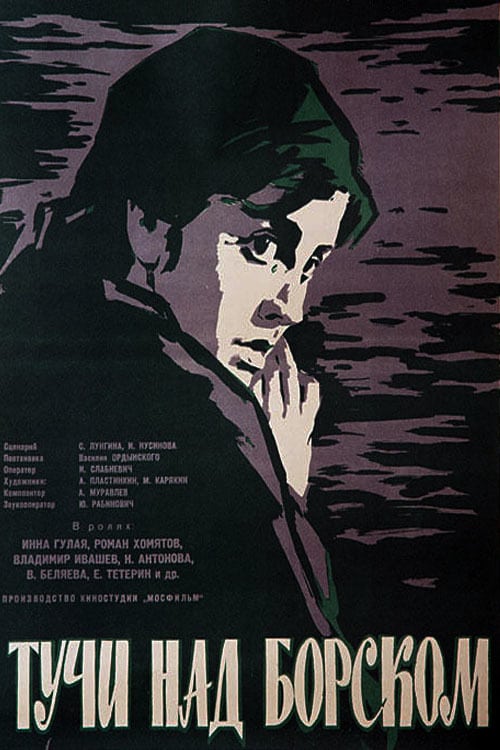 Сценарий С. ЛУНГИНА, И. НУСИНОВА
Постановка Василия ОРДЫНСКОГО
Оператор И. СЛАБНЕВИЧ
Художники: А. ПЛАСТИНКИН, М. КАРЯКИН
Композитор А. МУРАВЛЕВ
Звукооператор Ю. РАБИНОВИЧ
В ролях:
ИННА ГУЛАЯ, РОМАН ХОМЯТОВ,
ВЛАДИМИР ИВАШЕВ, Н. АНТОНОВА,
В. БЕЛЯЕВА, Е. ТЕТЕРИН и др.
ПРОИЗВОДСТВО КИНОСТУДИИ „МОСФИЛЬМ"
ТУЧИ НАД БОРСКОМ